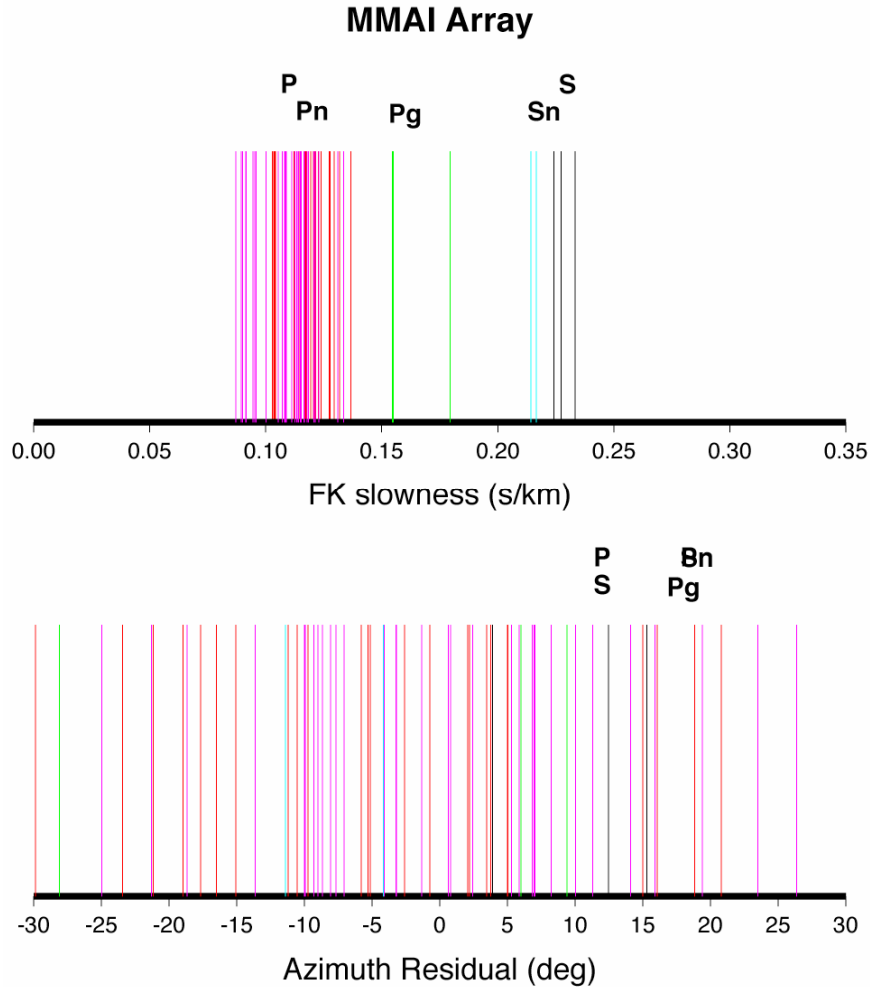 MMAI Array
P S
Pn Pg Sn
0.00 0.05 0.10 0.15 0.20 0.25 0.30 0.35
FK slowness (s/km)
P
S Pg
-30 -25 -20 -15 -10 -5 0 5 10 15 20 25 30
Azimuth Residual (deg)